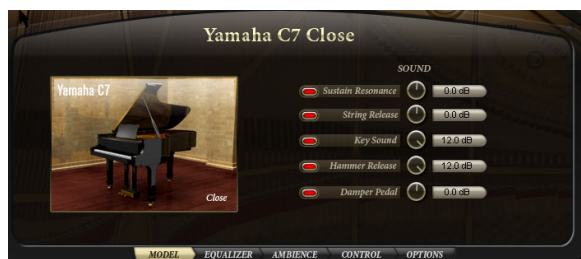 Yamaha C7 Close
SOUND
Yamaha C7
Close
Sustain Resonance 0.0 dB
String Release 0.0 dB
Key Sound 12.0 dB
Hammer Release 12.0 dB
Damper Pedal 0.0 dB
MODEL EQUALIZER AMBIENCE CONTROL OPTIONS